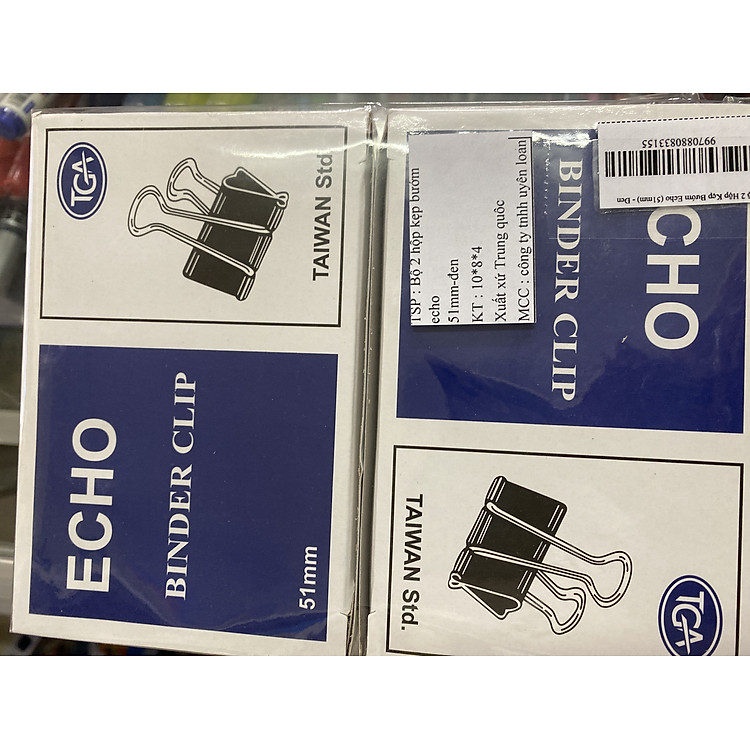 TGA
TAIWAN Std.
ECHO
BINDER CLIP
51mm
TSP : Bộ 2 hộp kẹp bướm
echo
51mm-đen
KT : 10*8*4
Xuất xứ Trung quôc
MCC : công ty tnhh uyên loan
9970880833155
2 Hộp Kẹp Bướm Echo (51mm) - Đen
CHO
BINDER CLIP
TAIWAN Std.
TGA